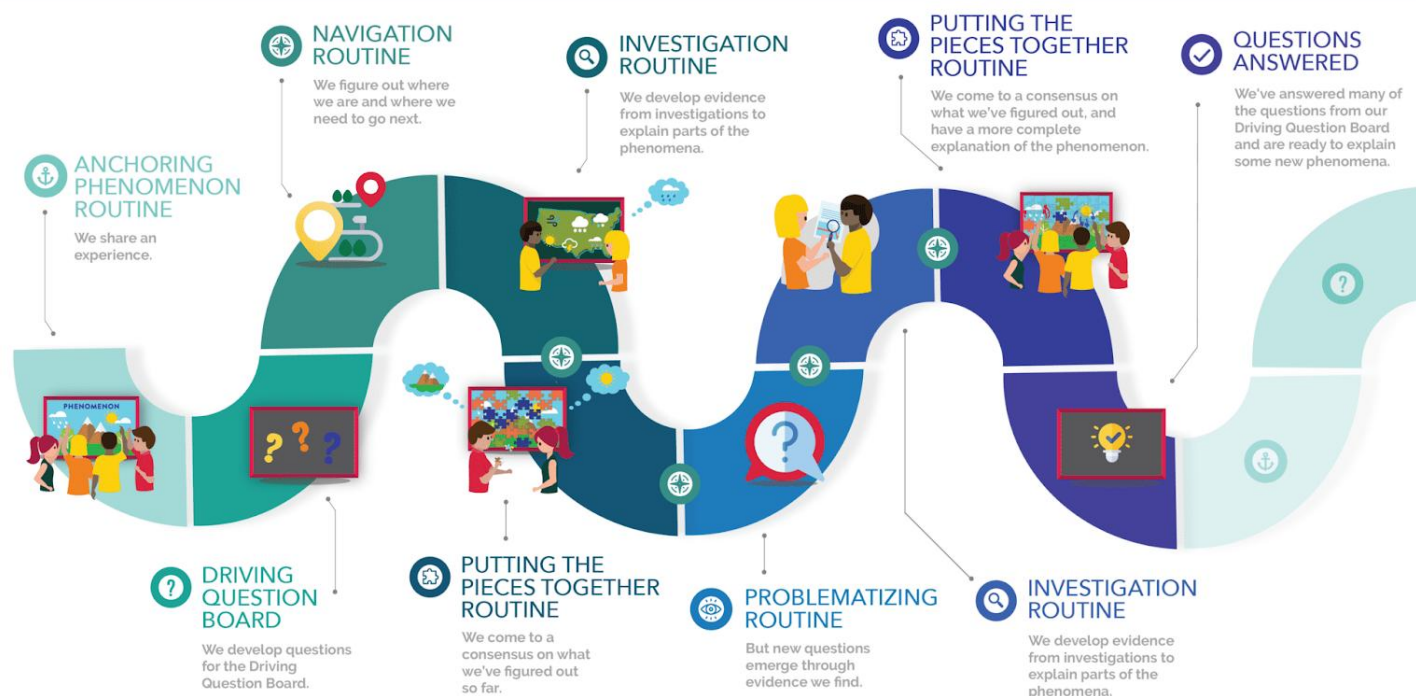 ANCHORING
PHENOMENON
ROUTINE
We share an
experience.
PHENOMENON
DRIVING
QUESTION
BOARD
We develop questions
for the Driving
Question Board.
? ? ?
NAVIGATION
ROUTINE
We figure out where
we are and where we
need to go next.
INVESTIGATION
ROUTINE
We develop evidence
from investigations to
explain parts of the
phenomena.
PUTTING THE
PIECES TOGETHER
ROUTINE
We come to a
consensus on what
we've figured out
so far.
PROBLEMATIZING
ROUTINE
But new questions
emerge through
evidence we find.
?
INVESTIGATION
ROUTINE
We develop evidence
from investigations to
explain parts of the
phenomena.
PUTTING THE
PIECES TOGETHER
ROUTINE
We come to a consensus on
what we've figured out, and
have a more complete
explanation of the phenomenon.
QUESTIONS
ANSWERED
We've answered many of
the questions from our
Driving Question Board
and are ready to explain
some new phenomena.
?